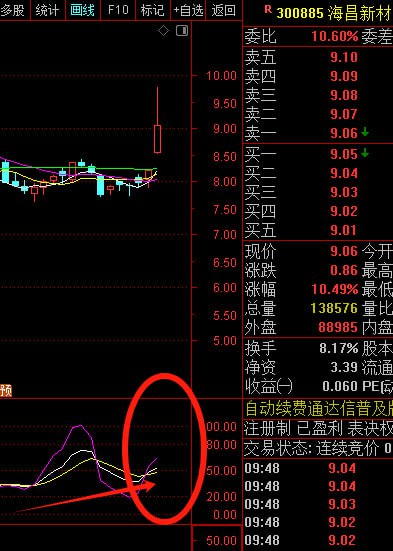 多股 统计 画线 F10 标记 +自选 返回
R 300885 海昌新材
委比 10.60% 委差
卖五 9.10
卖四 9.09
卖三 9.08
卖二 9.07
卖一 9.06
买一 9.05
买二 9.04
买三 9.03
买四 9.02
买五 9.01
现价 9.06 今开
涨跌 0.86 最高
涨幅 10.49% 最低
总量 138576 量比
外盘 88985 内盘
换手 8.17% 股本
净资 3.39 流通
收益㈠ 0.060 PE(动
自动续费通达信普及版
注册制 已盈利 表决权
交易状态: 连续竞价 0
09:48 9.04
09:48 9.04
09:48 9.03
09:48 9.02
09:48 9.02
10.00
9.50
9.00
8.50
8.00
7.50
7.00
6.50
6.00
5.50
5.00
预
100.00
80.00
50.00
20.00
0.00
50.00